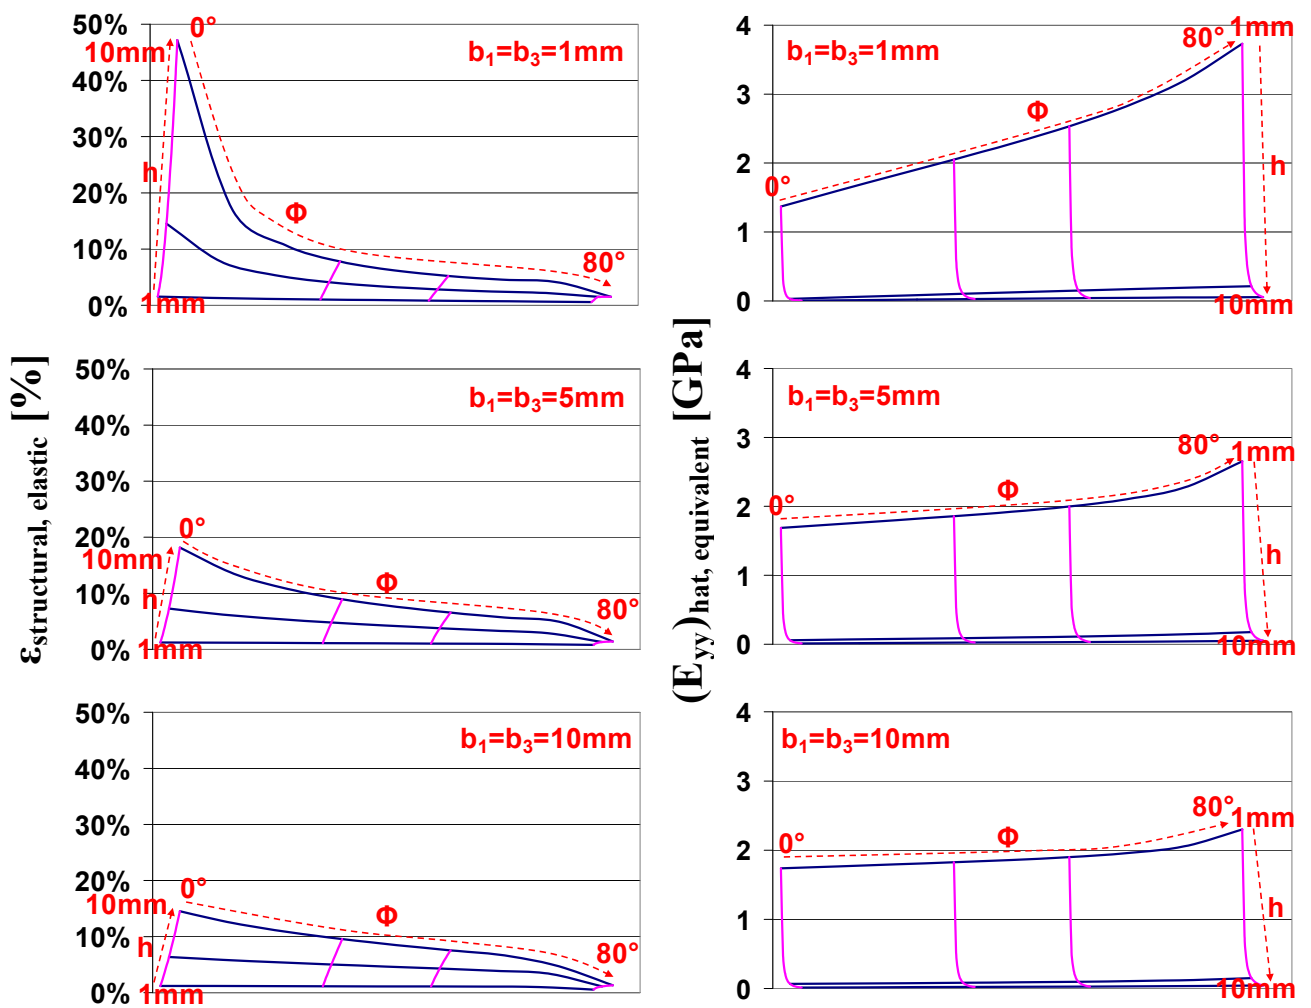 ε structural, elastic [%]
50%
40%
30%
20%
10%
0%
0°
10mm
b1=b3=1mm
h
Φ
80°
1mm
50%
40%
30%
20%
10%
0%
b1=b3=5mm
0°
10mm
h
Φ
80°
1mm
50%
40%
30%
20%
10%
0%
b1=b3=10mm
0°
10mm
h
Φ
80°
1mm
(Eyy)hat, equivalent [GPa]
4
3
2
1
0
b1=b3=1mm
80°
1mm
Φ
0°
h
10mm
4
3
2
1
0
b1=b3=5mm
80°
1mm
Φ
0°
h
10mm
4
3
2
1
0
b1=b3=10mm
80°
1mm
Φ
0°
h
10mm